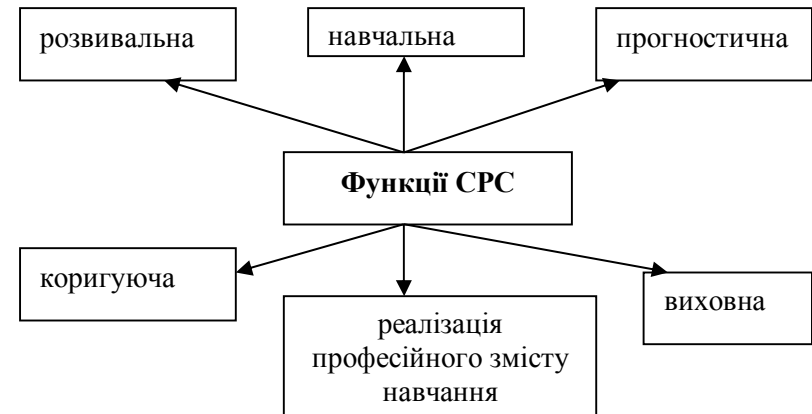 розвивальна
навчальна
прогностична
Функції СРС
коригуюча
реалізація
професійного змісту
навчання
виховна